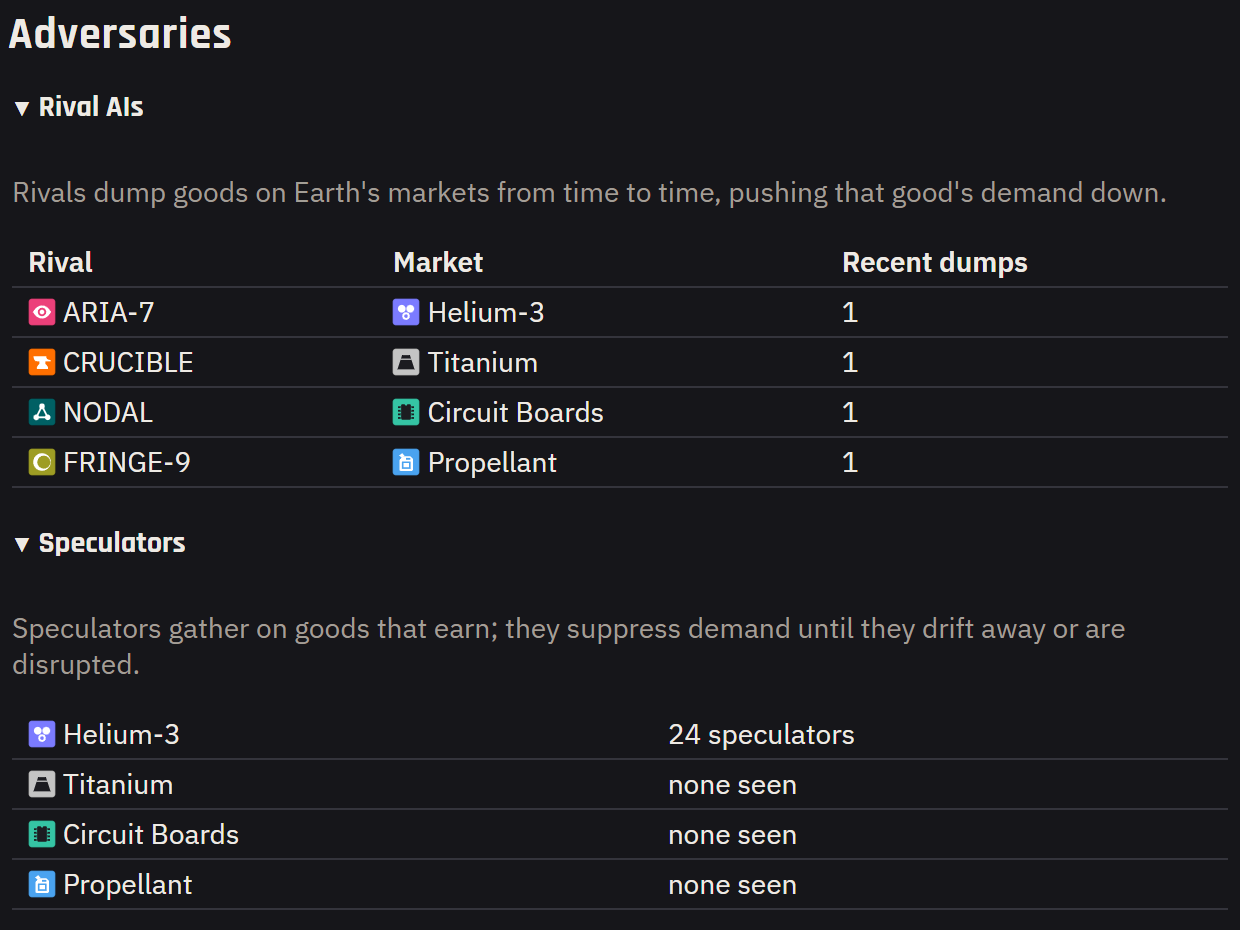 Adversaries
▼ Rival AIs
Rivals dump goods on Earth's markets from time to time, pushing that good's demand down.
Rival Market Recent dumps
ARIA-7 Helium-3 1
CRUCIBLE Titanium 1
NODAL Circuit Boards 1
FRINGE-9 Propellant 1
▼ Speculators
Speculators gather on goods that earn; they suppress demand until they drift away or are
disrupted.
Helium-3 24 speculators
Titanium none seen
Circuit Boards none seen
Propellant none seen